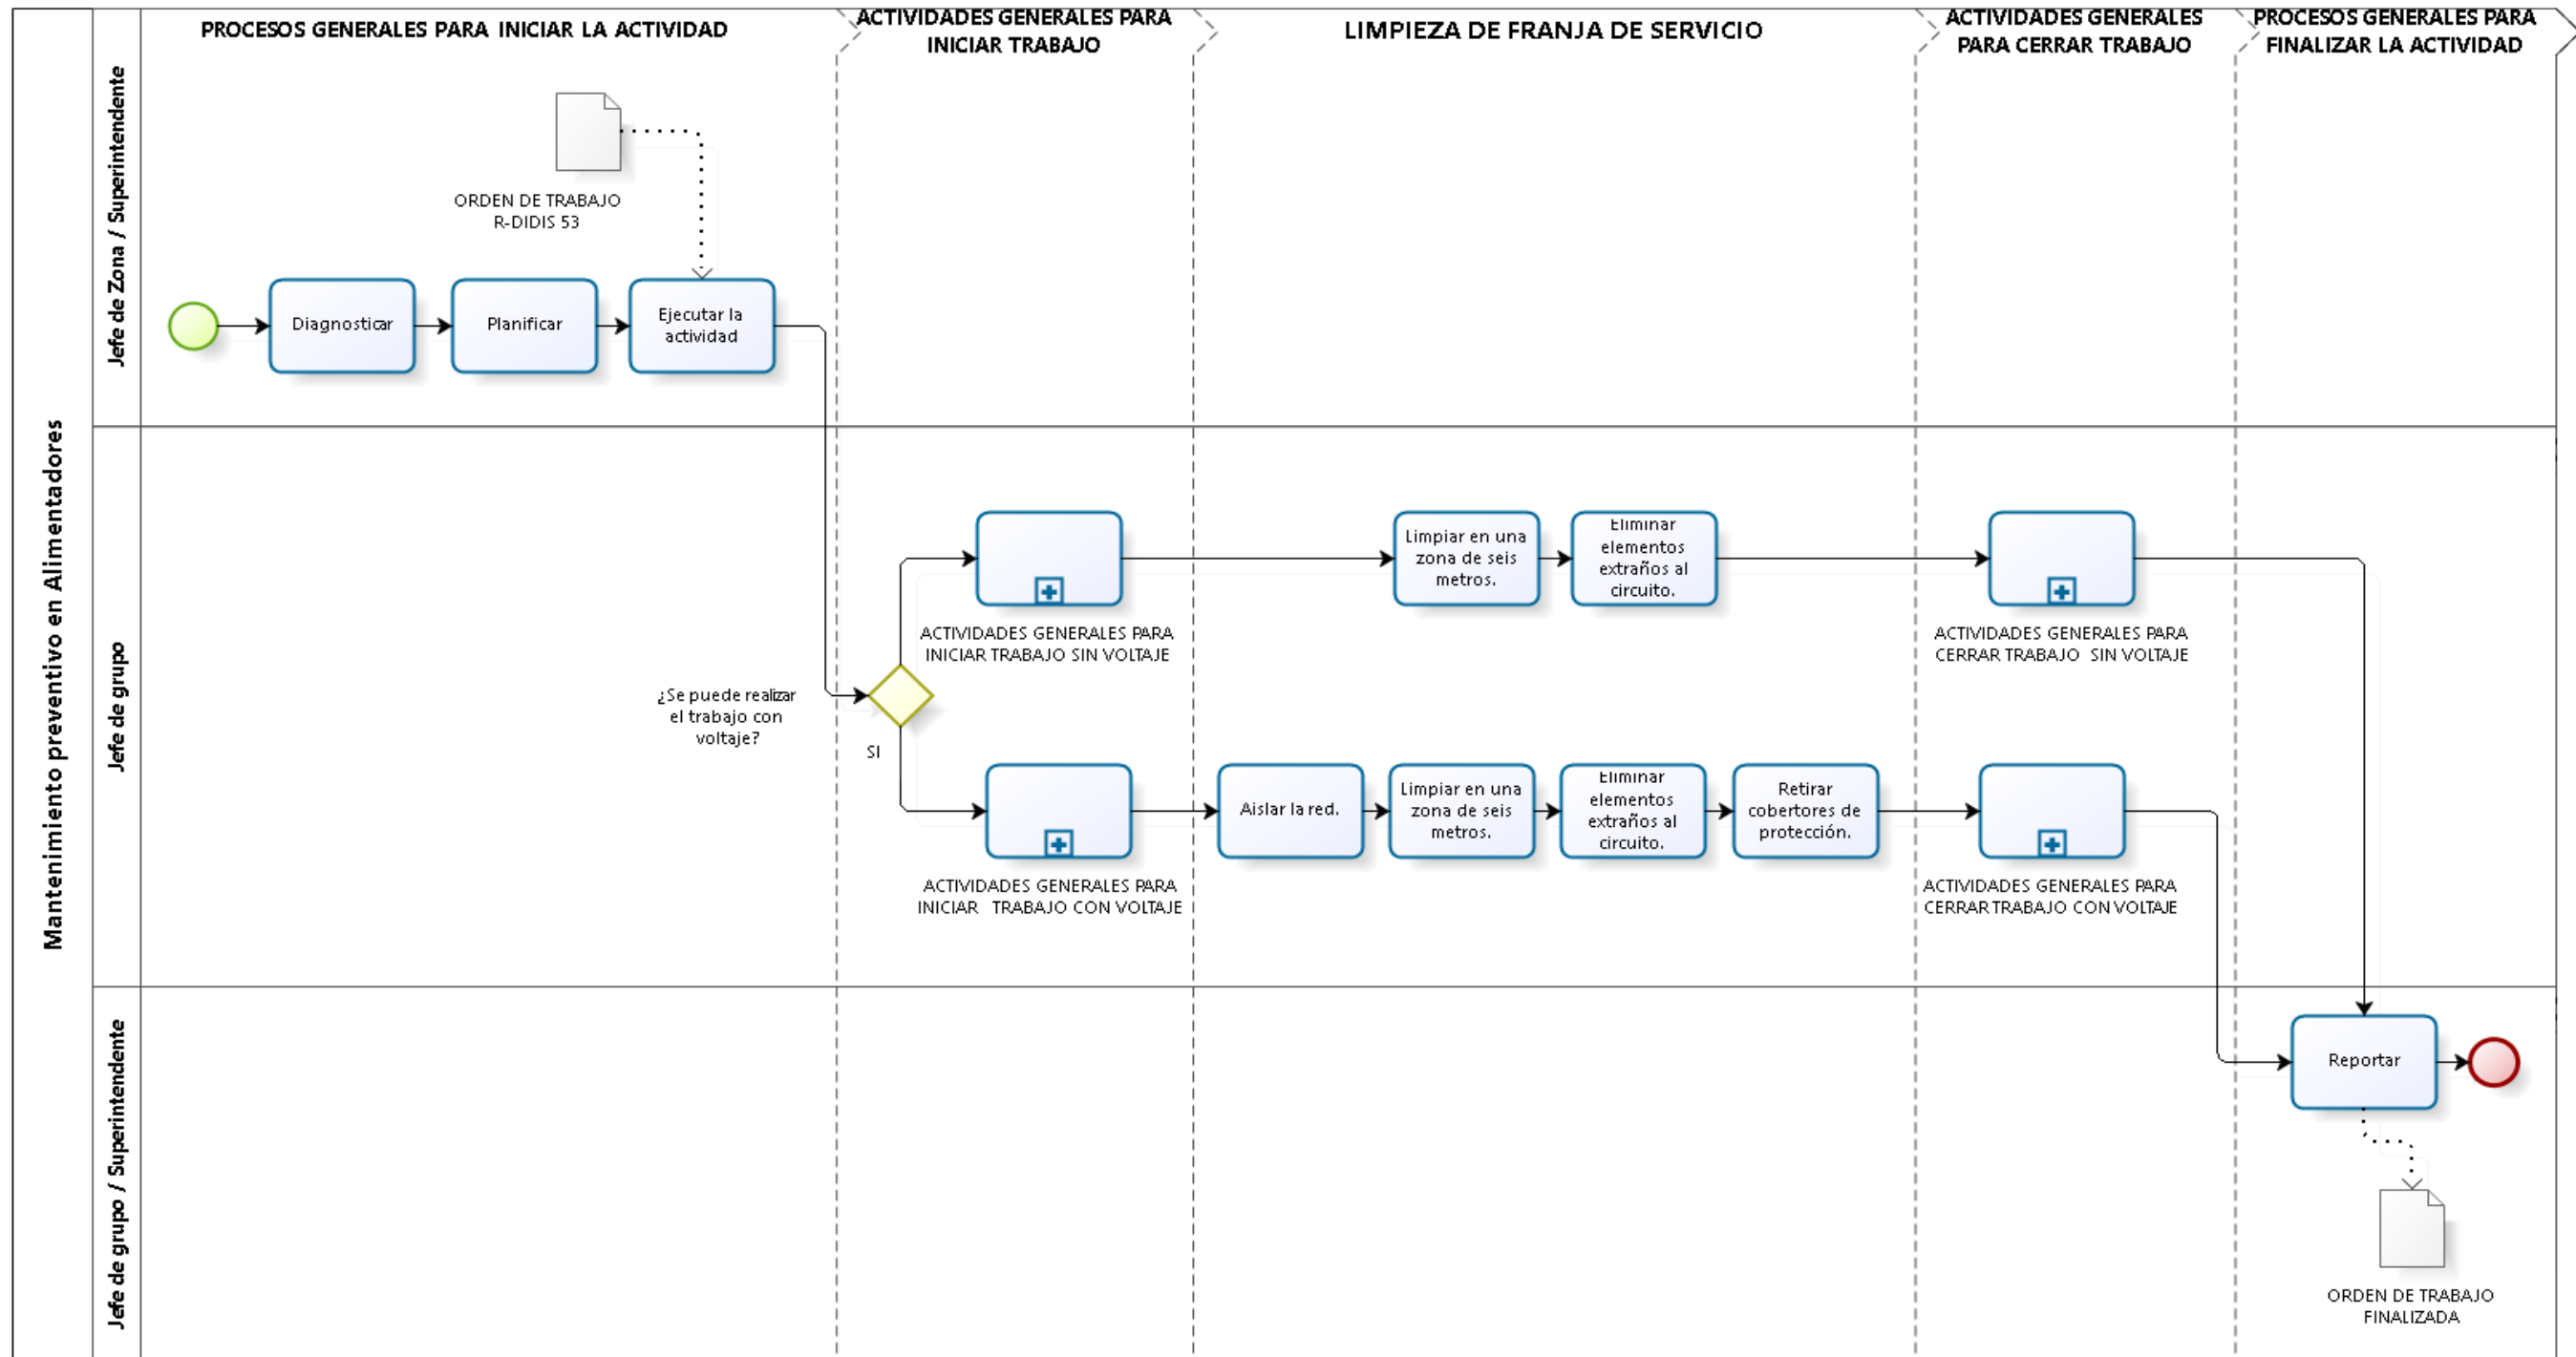 PROCESOS GENERALES PARA INICIAR LA ACTIVIDAD
ACTIVIDADES GENERALES PARA
INICIAR TRABAJO
LIMPIEZA DE FRANJA DE SERVICIO
ACTIVIDADES GENERALES
PARA CERRAR TRABAJO
PROCESOS GENERALES PARA
FINALIZAR LA ACTIVIDAD
Mantenimiento preventivo en Alimentadores
Jefe de Zona / Superintendente
ORDEN DE TRABAJO
R-DIDIS 53
Diagnosticar
Planificar
Ejecutar la
actividad
Jefe de grupo
¿Se puede realizar
el trabajo con
voltaje?
SI
ACTIVIDADES GENERALES PARA
INICIAR TRABAJO SIN VOLTAJE
Limpiar en una
zona de seis
metros.
Eliminar
elementos
extraños al
circuito.
ACTIVIDADES GENERALES PARA
CERRAR TRABAJO SIN VOLTAJE
ACTIVIDADES GENERALES PARA
INICIAR TRABAJO CON VOLTAJE
Aislar la red.
Limpiar en una
zona de seis
metros.
Eliminar
elementos
extraños al
circuito.
Retirar
cobertores de
protección.
ACTIVIDADES GENERALES PARA
CERRAR TRABAJO CON VOLTAJE
Jefe de grupo / Superintendente
Reportar
ORDEN DE TRABAJO
FINALIZADA